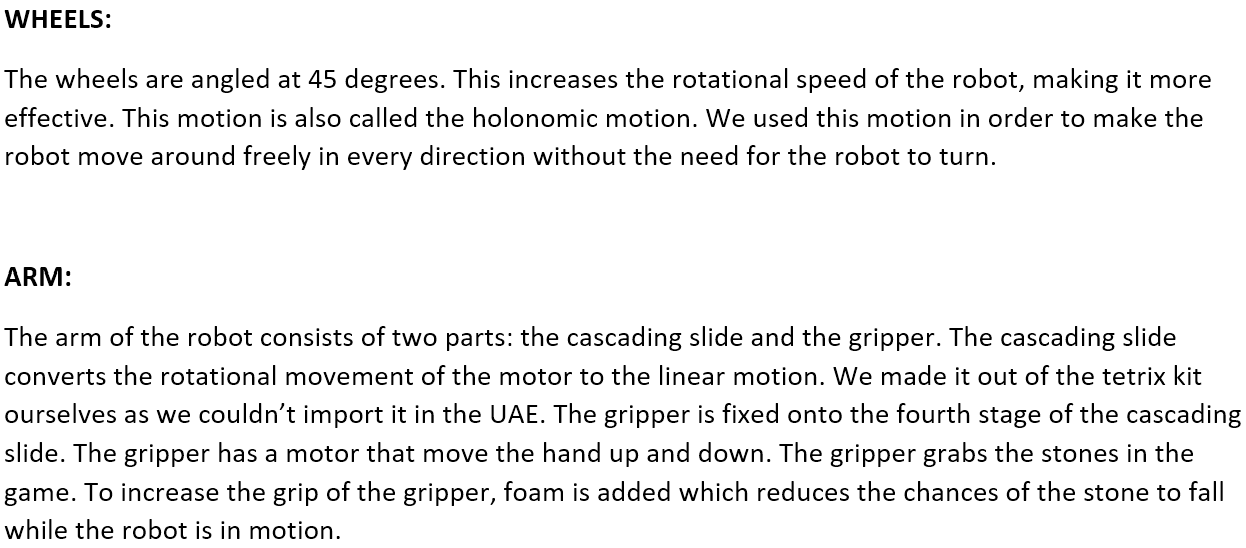 WHEELS:
The wheels are angled at 45 degrees. This increases the rotational speed of the robot, making it more
effective. This motion is also called the holonomic motion. We used this motion in order to make the
robot move around freely in every direction without the need for the robot to turn.
ARM:
The arm of the robot consists of two parts: the cascading slide and the gripper. The cascading slide
converts the rotational movement of the motor to the linear motion. We made it out of the tetrix kit
ourselves as we couldn’t import it in the UAE. The gripper is fixed onto the fourth stage of the cascading
slide. The gripper has a motor that move the hand up and down. The gripper grabs the stones in the
game. To increase the grip of the gripper, foam is added which reduces the chances of the stone to fall
while the robot is in motion.